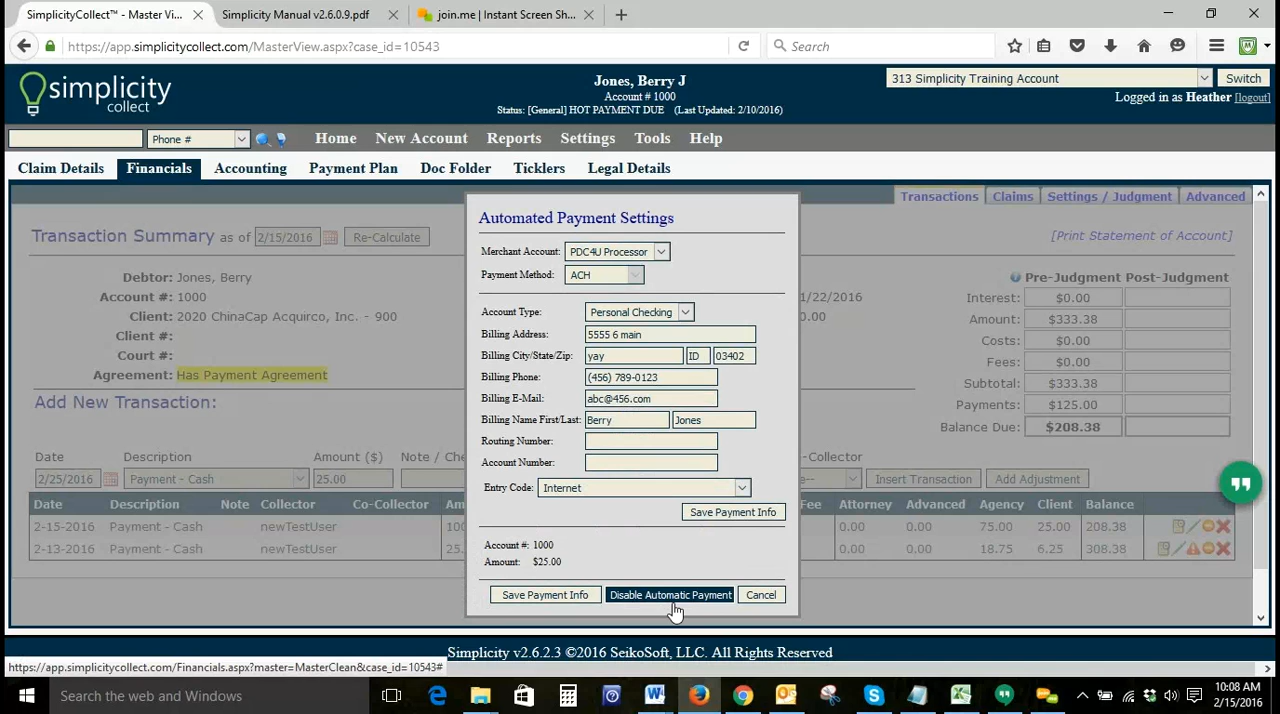 SimplicityCollect™ - Master Vi...
Simplicity Manual v2.6.0.9.pdf
join.me | Instant Screen Sh...
https://app.simplicitycollect.com/MasterView.aspx?case_id=10543
Search
simplicity
collect
Jones, Berry J
Account # 1000
Status: [General] HOT PAYMENT DUE (Last Updated: 2/10/2016)
313 Simplicity Training Account
Switch
Logged in as Heather [logout]
Phone #
Home New Account Reports Settings Tools Help
Claim Details Financials Accounting Payment Plan Doc Folder Ticklers Legal Details
Transactions Claims Settings / Judgment Advanced
Transaction Summary as of 2/15/2016 Re-Calculate
[Print Statement of Account]
Debtor: Jones, Berry
Account #: 1000
Client: 2020 ChinaCap Acquirco, Inc. - 900
Client #:
Court #:
Agreement: Has Payment Agreement
1/22/2016
0.00
Pre-Judgment Post-Judgment
Interest: $0.00
Amount: $333.38
Costs: $0.00
Fees: $0.00
Subtotal: $333.38
Payments: $125.00
Balance Due: $208.38
Add New Transaction:
Date Description Amount ($) Note / Che
-Collector
2/25/2016 Payment - Cash 25.00
Insert Transaction Add Adjustment
Date Description Note Collector Co-Collector Am
Fee Attorney Advanced Agency Client Balance
2-15-2016 Payment - Cash newTestUser 100
0.00 0.00 75.00 25.00 208.38
2-13-2016 Payment - Cash newTestUser 25.
0.00 0.00 18.75 6.25 308.38
Automated Payment Settings
Merchant Account: PDC4U Processor
Payment Method: ACH
Account Type: Personal Checking
Billing Address: 5555 6 main
Billing City/State/Zip: yay ID 03402
Billing Phone: (456) 789-0123
Billing E-Mail: abc@456.com
Billing Name First/Last: Berry Jones
Routing Number:
Account Number:
Entry Code: Internet
Save Payment Info
Account #: 1000
Amount: $25.00
Save Payment Info Disable Automatic Payment Cancel
Simplicity v2.6.2.3 ©2016 SeikoSoft, LLC. All Rights Reserved
https://app.simplicitycollect.com/Financials.aspx?master=MasterClean&case_id=10543#
Search the web and Windows
10:08 AM
2/15/2016